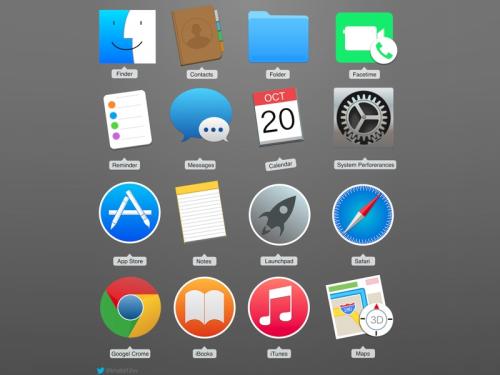 Finder
Contacts
Folder
Facetime
OCT
20
Reminder
Messages
Calendar
System Perforerances
App Store
Notes
Launchpad
Safari
3D
Googel Crome
iBooks
iTunes
Maps